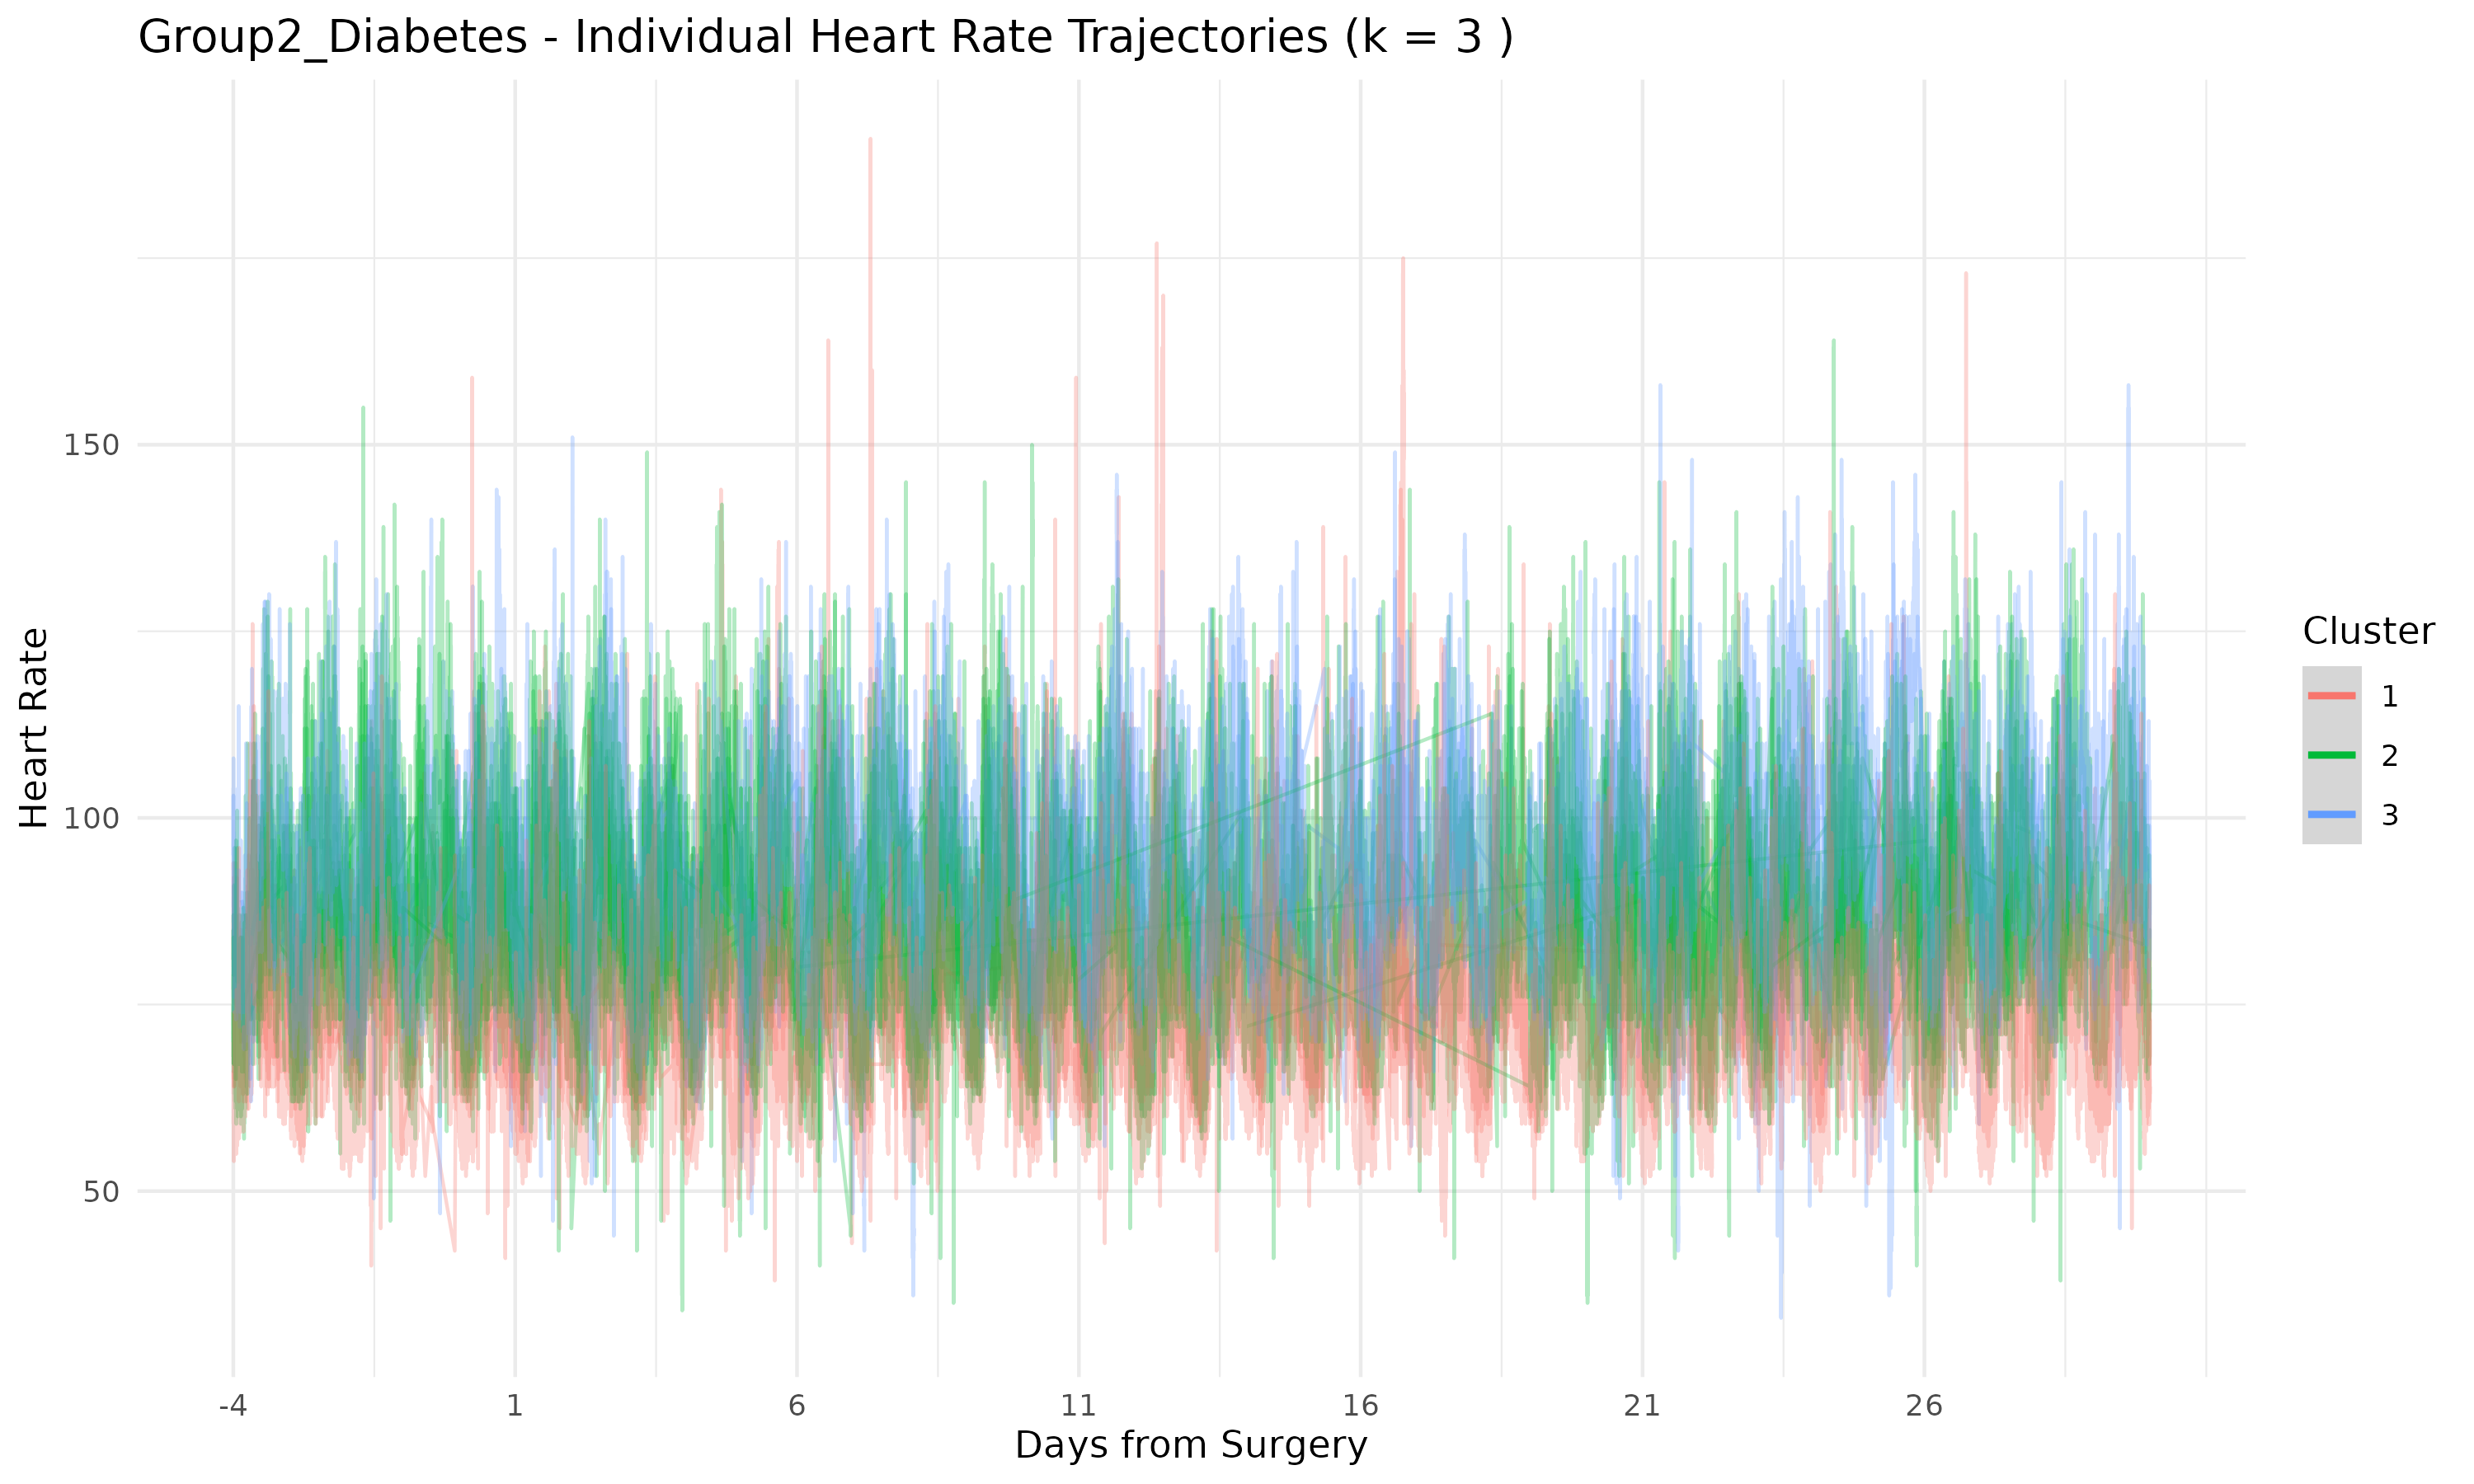 Group2_Diabetes - Individual Heart Rate Trajectories (k = 3 )
Heart Rate
150
100
50
-4 1 6 11 16 21 26
Days from Surgery
Cluster
1
2
3